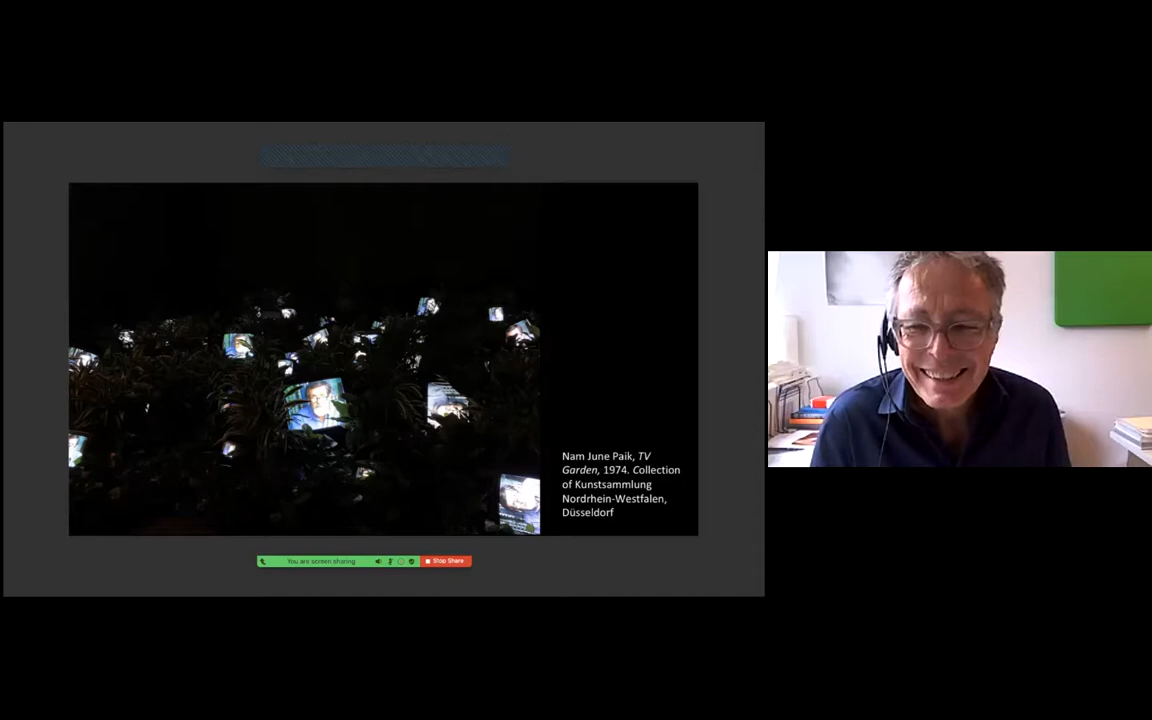 Nam June Paik, TV
Garden, 1974. Collection
of Kunstsammlung
Nordrhein-Westfalen,
Düsseldorf
You are screen sharing
Stop Share